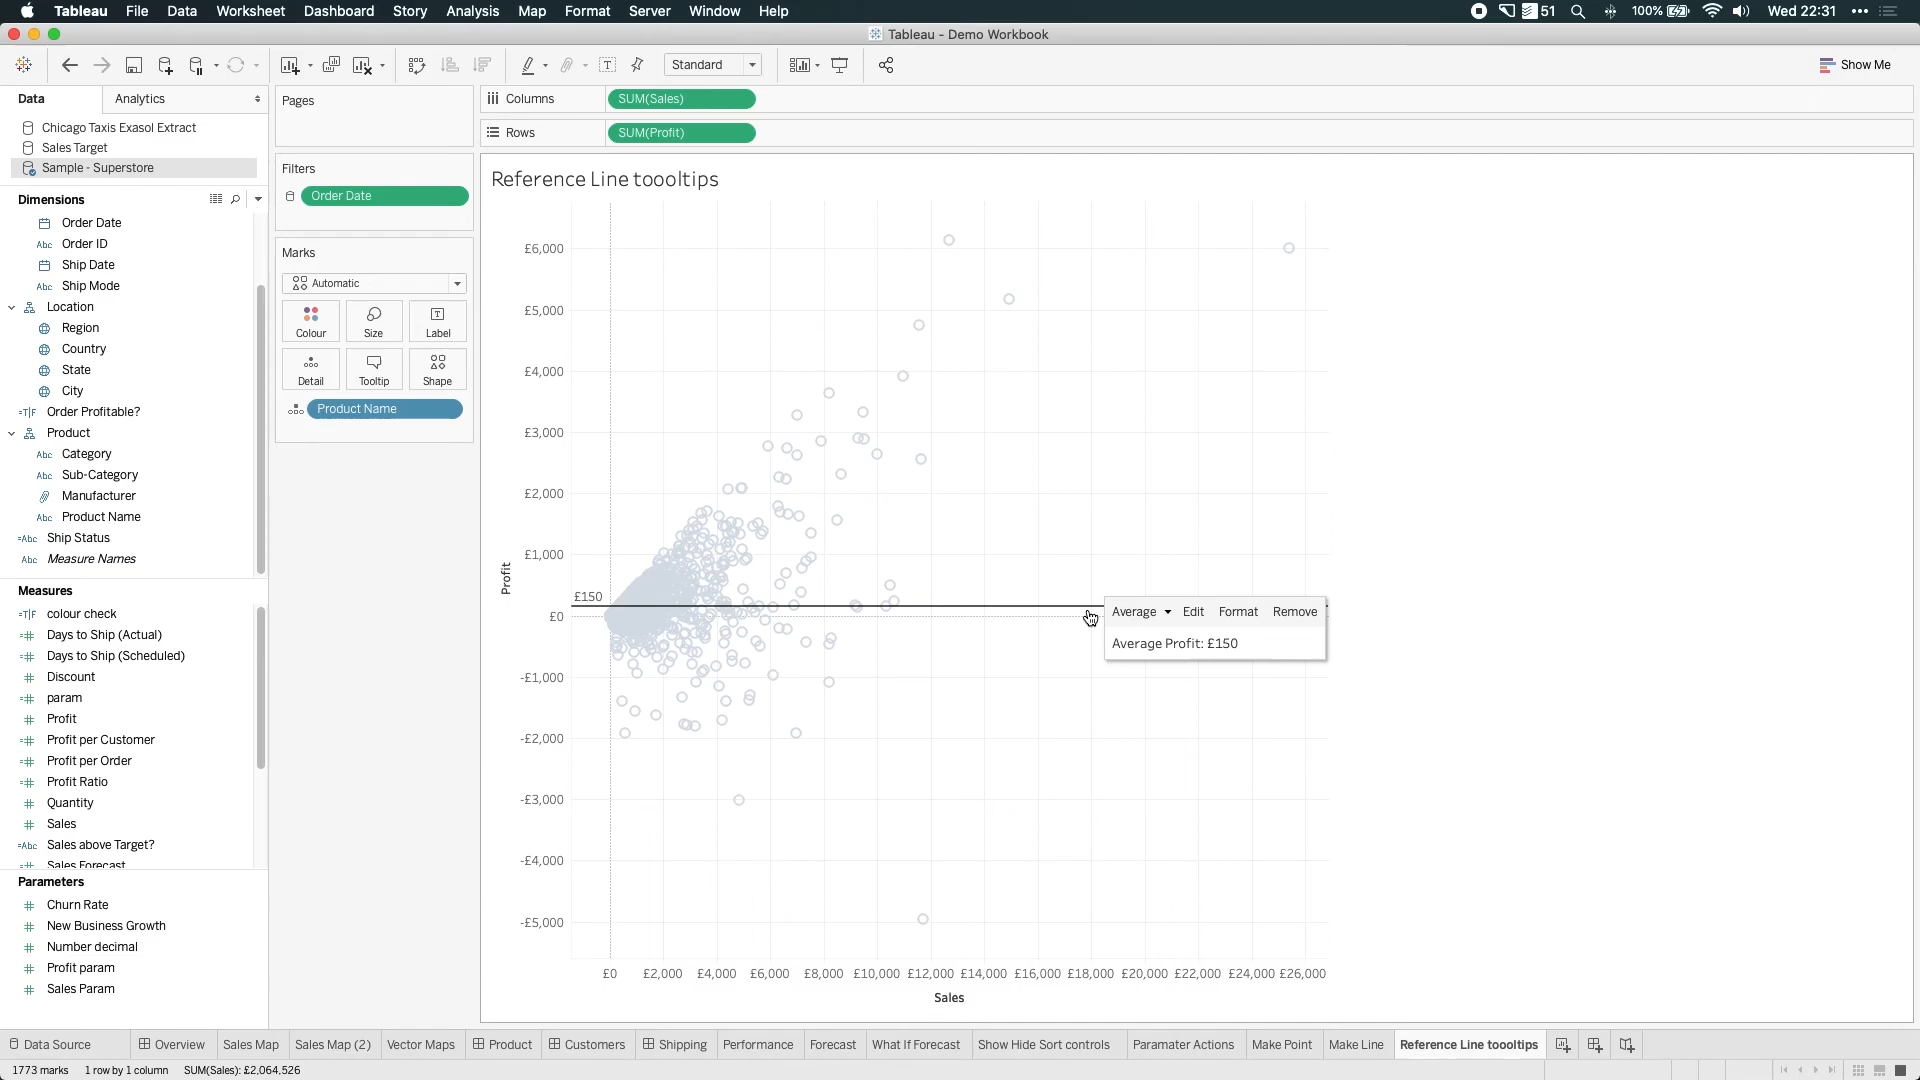 Tableau File Data Worksheet Dashboard Story Analysis Map Format Server Window Help
51 100% Wed 22:31
Tableau - Demo Workbook
Standard
Show Me
Data Analytics
Chicago Taxis Exasol Extract
Sales Target
Sample - Superstore
Dimensions
Order Date
Abc Order ID
Ship Date
Abc Ship Mode
Location
Region
Country
State
City
=T|F Order Profitable?
Product
Abc Category
Abc Sub-Category
Manufacturer
Abc Product Name
=Abc Ship Status
Abc Measure Names
Measures
=T|F colour check
=# Days to Ship (Actual)
=# Days to Ship (Scheduled)
# Discount
=# param
# Profit
=# Profit per Customer
=# Profit per Order
=# Profit Ratio
# Quantity
# Sales
=Abc Sales above Target?
=# Sales Forecast
Parameters
# Churn Rate
# New Business Growth
# Number decimal
# Profit param
# Sales Param
Pages
Filters
Order Date
Marks
Automatic
Colour Size Label
Detail Tooltip Shape
Product Name
Columns SUM(Sales)
Rows SUM(Profit)
Reference Line toooltips
£6,000
£5,000
£4,000
£3,000
£2,000
£1,000
£150
£0
-£1,000
-£2,000
-£3,000
-£4,000
-£5,000
Profit
Average Edit Format Remove
Average Profit: £150
£0 £2,000 £4,000 £6,000 £8,000 £10,000 £12,000 £14,000 £16,000 £18,000 £20,000 £22,000 £24,000 £26,000
Sales
Data Source Overview Sales Map Sales Map (2) Vector Maps Product Customers Shipping Performance Forecast What If Forecast Show Hide Sort controls Paramater Actions Make Point Make Line Reference Line toooltips
1773 marks 1 row by 1 column SUM(Sales): £2,064,526